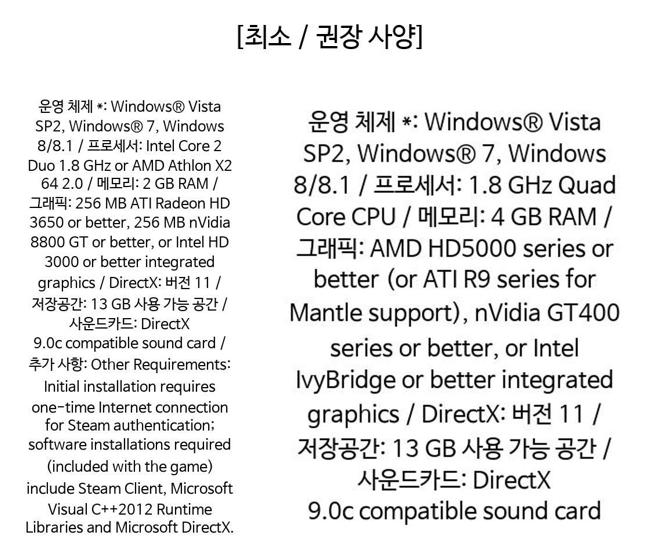 [최소 / 권장 사양]
운영 체제 *: Windows® Vista
SP2, Windows® 7, Windows
8/8.1 / 프로세서: Intel Core 2
Duo 1.8 GHz or AMD Athlon X2
64 2.0 / 메모리: 2 GB RAM /
그래픽: 256 MB ATI Radeon HD
3650 or better, 256 MB nVidia
8800 GT or better, or Intel HD
3000 or better integrated
graphics / DirectX: 버전 11 /
저장공간: 13 GB 사용 가능 공간 /
사운드카드: DirectX
9.0c compatible sound card /
추가 사항: Other Requirements:
Initial installation requires
one-time Internet connection
for Steam authentication;
software installations required
(included with the game)
include Steam Client, Microsoft
Visual C++2012 Runtime
Libraries and Microsoft DirectX.
운영 체제 *: Windows® Vista
SP2, Windows® 7, Windows
8/8.1 / 프로세서: 1.8 GHz Quad
Core CPU / 메모리: 4 GB RAM /
그래픽: AMD HD5000 series or
better (or ATI R9 series for
Mantle support), nVidia GT400
series or better, or Intel
IvyBridge or better integrated
graphics / DirectX: 버전 11 /
저장공간: 13 GB 사용 가능 공간 /
사운드카드: DirectX
9.0c compatible sound card